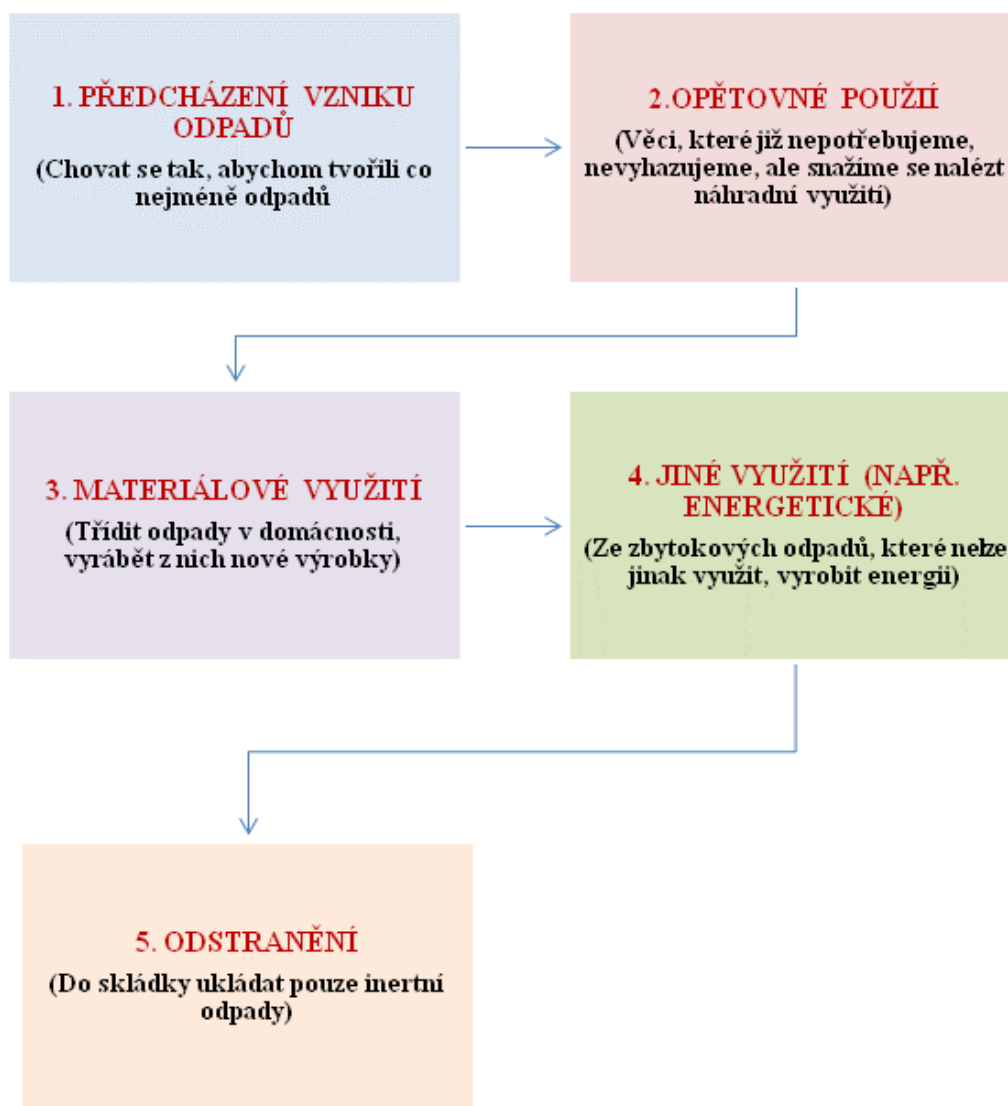 1. PŘEDCHÁZENÍ VZNIKU
ODPADŮ
(Chovat se tak, abychom tvořili co
nejméně odpadů
2.OPĚTOVNÉ POUŽIÍ
(Věci, které již nepotřebujeme,
nevyhazujeme, ale snažíme se nalézt
náhradní využití)
3. MATERIÁLOVÉ VYUŽITÍ
(Třídit odpady v domácnosti,
vyrábět z nich nové výrobky)
4. JINÉ VYUŽITÍ (NAPŘ.
ENERGETICKÉ)
(Ze zbytokových odpadů, které nelze
jinak využit, vyrobit energii)
5. ODSTRANĚNÍ
(Do skládky ukládat pouze inertní
odpady)